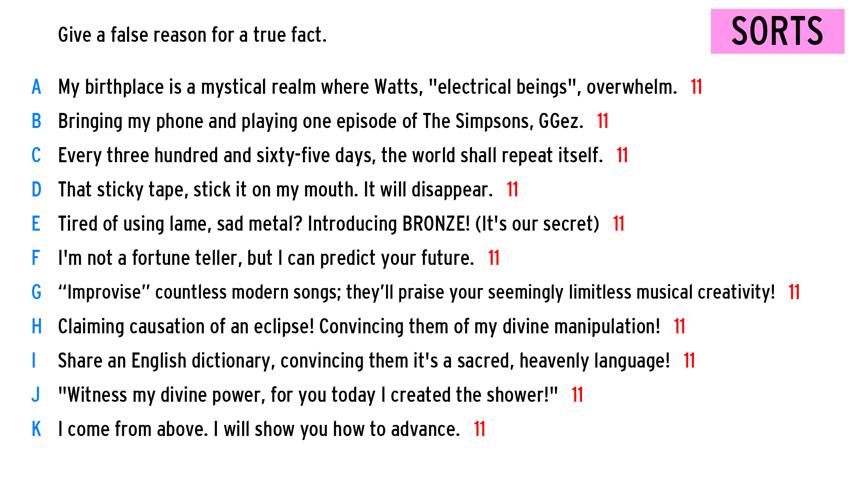 Give a false reason for a true fact.
SORTS
A My birthplace is a mystical realm where Watts, "electrical beings", overwhelm. 11
B Bringing my phone and playing one episode of The Simpsons, GGez. 11
C Every three hundred and sixty-five days, the world shall repeat itself. 11
D That sticky tape, stick it on my mouth. It will disappear. 11
E Tired of using lame, sad metal? Introducing BRONZE! (It's our secret) 11
F I'm not a fortune teller, but I can predict your future. 11
G “Improvise” countless modern songs; they’ll praise your seemingly limitless musical creativity! 11
H Claiming causation of an eclipse! Convincing them of my divine manipulation! 11
I Share an English dictionary, convincing them it's a sacred, heavenly language! 11
J "Witness my divine power, for you today I created the shower!" 11
K I come from above. I will show you how to advance. 11